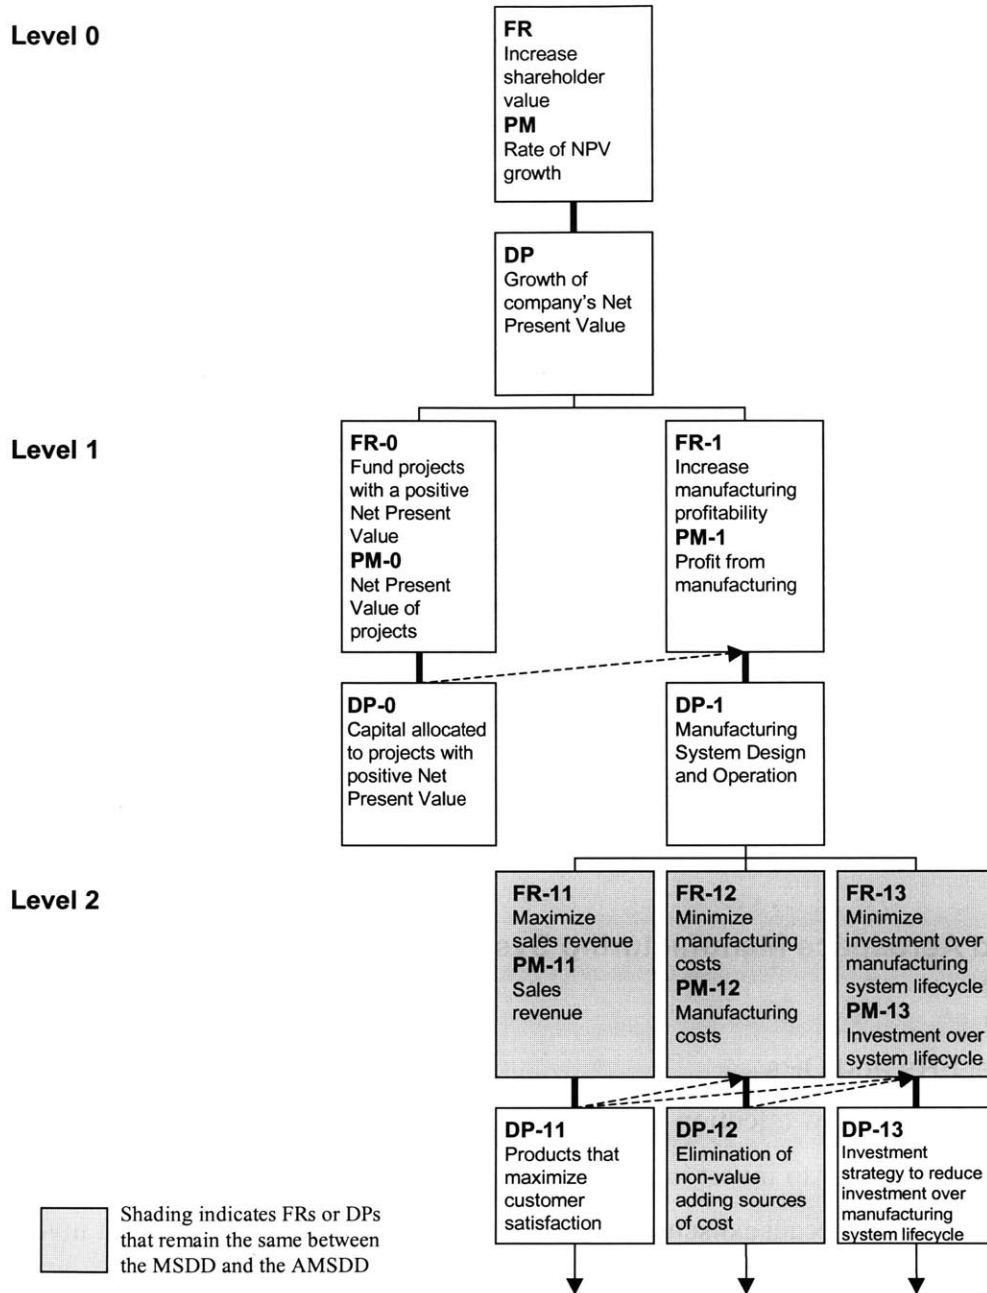 Level 0
FR
Increase
shareholder
value
PM
Rate of NPV
growth
DP
Growth of
company's Net
Present Value
Level 1
FR-0
Fund projects
with a positive
Net Present
Value
PM-0
Net Present
Value of
projects
FR-1
Increase
manufacturing
profitability
PM-1
Profit from
manufacturing
DP-0
Capital allocated
to projects with
positive Net
Present Value
DP-1
Manufacturing
System Design
and Operation
Level 2
FR-11
Maximize
sales revenue
PM-11
Sales
revenue
FR-12
Minimize
manufacturing
costs
PM-12
Manufacturing
costs
FR-13
Minimize
investment over
manufacturing
system lifecycle
PM-13
Investment over
system lifecycle
DP-11
Products that
maximize
customer
satisfaction
DP-12
Elimination of
non-value
adding sources
of cost
DP-13
Investment
strategy to reduce
investment over
manufacturing
system lifecycle
Shading indicates FRs or DPs
that remain the same between
the MSDD and the AMSDD